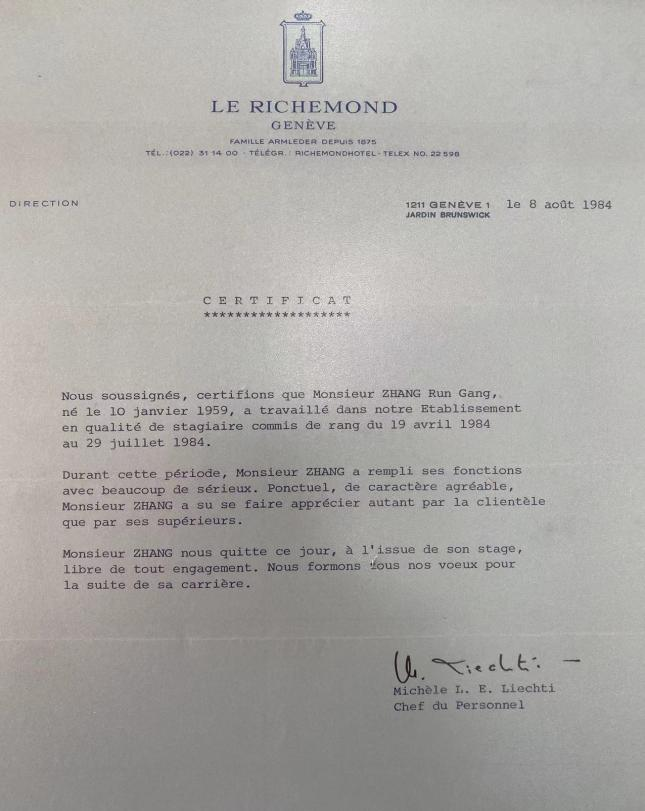 LE RICHEMOND
GENÈVE
FAMILLE ARMLEDER DEPUIS 1875
TÉL.:(022) 31 14 00 - TÉLÉGR.: RICHEMONDHOTEL - TELEX NO. 22 598
DIRECTION
1211 GENÈVE 1 le 8 août 1984
JARDIN BRUNSWICK
C E R T I F I C A T
*******************
Nous soussignés, certifions que Monsieur ZHANG Run Gang,
né le 10 janvier 1959, a travaillé dans notre Etablissement
en qualité de stagiaire commis de rang du 19 avril 1984
au 29 juillet 1984.
Durant cette période, Monsieur ZHANG a rempli ses fonctions
avec beaucoup de sérieux. Ponctuel, de caractère agréable,
Monsieur ZHANG a su se faire apprécier autant par la clientèle
que par ses supérieurs.
Monsieur ZHANG nous quitte ce jour, à l'issue de son stage,
libre de tout engagement. Nous formons tous nos voeux pour
la suite de sa carrière.
M. Liechti
Michèle L. E. Liechti
Chef du Personnel